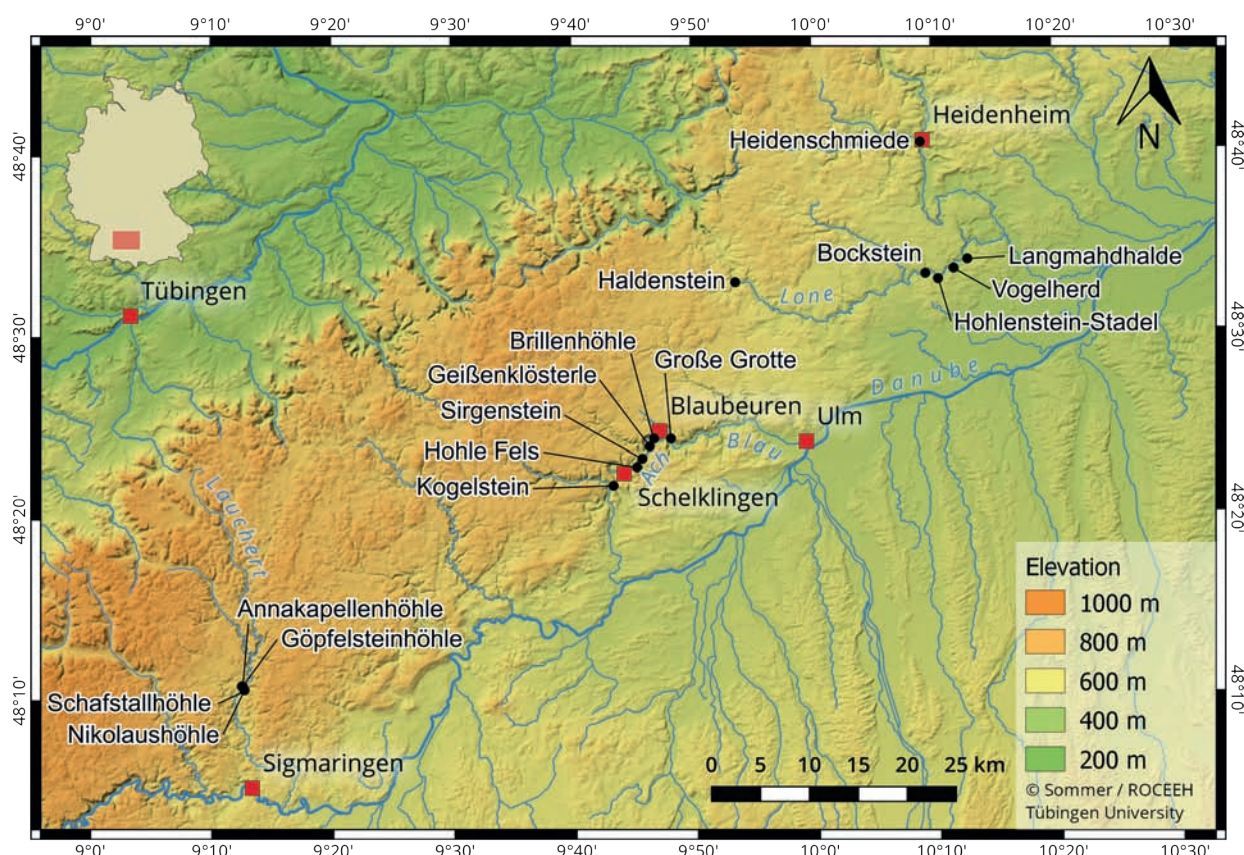 9°0' 9°10' 9°20' 9°30' 9°40' 9°50' 10°0' 10°10' 10°20' 10°30'
48°40'
48°30'
48°20'
48°10'
48°40'
48°30'
48°20'
48°10'
N
Heidenheim
Heidenschmiede
Tübingen
Bockstein
Langmahdhalde
Haldenstein
Lone
Vogelherd
Hohlenstein-Stadel
Brillenhöhle
Große Grotte
Geißenklösterle
Danube
Sirgenstein
Blaubeuren
Ulm
Hohle Fels
Ach
Blau
Kogelstein
Schelklingen
Lauchert
Annakapellenhöhle
Göpfelsteinhöhle
Schafstallhöhle
Nikolaushöhle
Sigmaringen
0 5 10 15 20 25 km
Elevation
1000 m
800 m
600 m
400 m
200 m
© Sommer / ROCEEH
Tübingen University
9°0' 9°10' 9°20' 9°30' 9°40' 9°50' 10°0' 10°10' 10°20' 10°30'